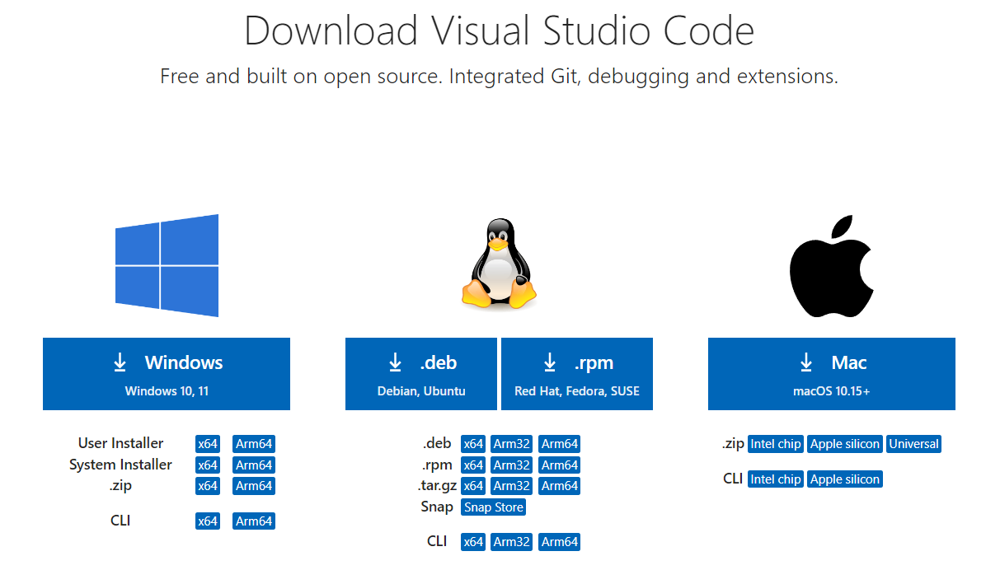 Download Visual Studio Code
Free and built on open source. Integrated Git, debugging and extensions.
Windows
Windows 10, 11
User Installer x64 Arm64
System Installer x64 Arm64
.zip x64 Arm64
CLI x64 Arm64
.deb
Debian, Ubuntu
.rpm
Red Hat, Fedora, SUSE
.deb x64 Arm32 Arm64
.rpm x64 Arm32 Arm64
.tar.gz x64 Arm32 Arm64
Snap Snap Store
CLI x64 Arm32 Arm64
Mac
macOS 10.15+
.zip Intel chip Apple silicon Universal
CLI Intel chip Apple silicon